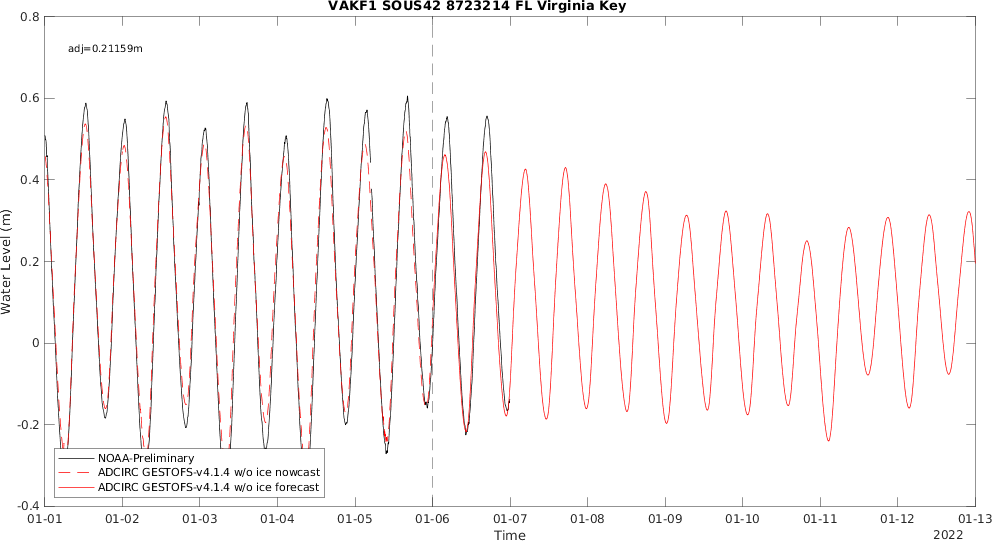 VAKF1 SOUS42 8723214 FL Virginia Key
adj=0.21159m
0.8
0.6
0.4
0.2
0
-0.2
-0.4
Water Level (m)
NOAA-Preliminary
ADCIRC GESTOFS-v4.1.4 w/o ice nowcast
ADCIRC GESTOFS-v4.1.4 w/o ice forecast
01-01 01-02 01-03 01-04 01-05 01-06 01-07 01-08 01-09 01-10 01-11 01-12 01-13
Time
2022